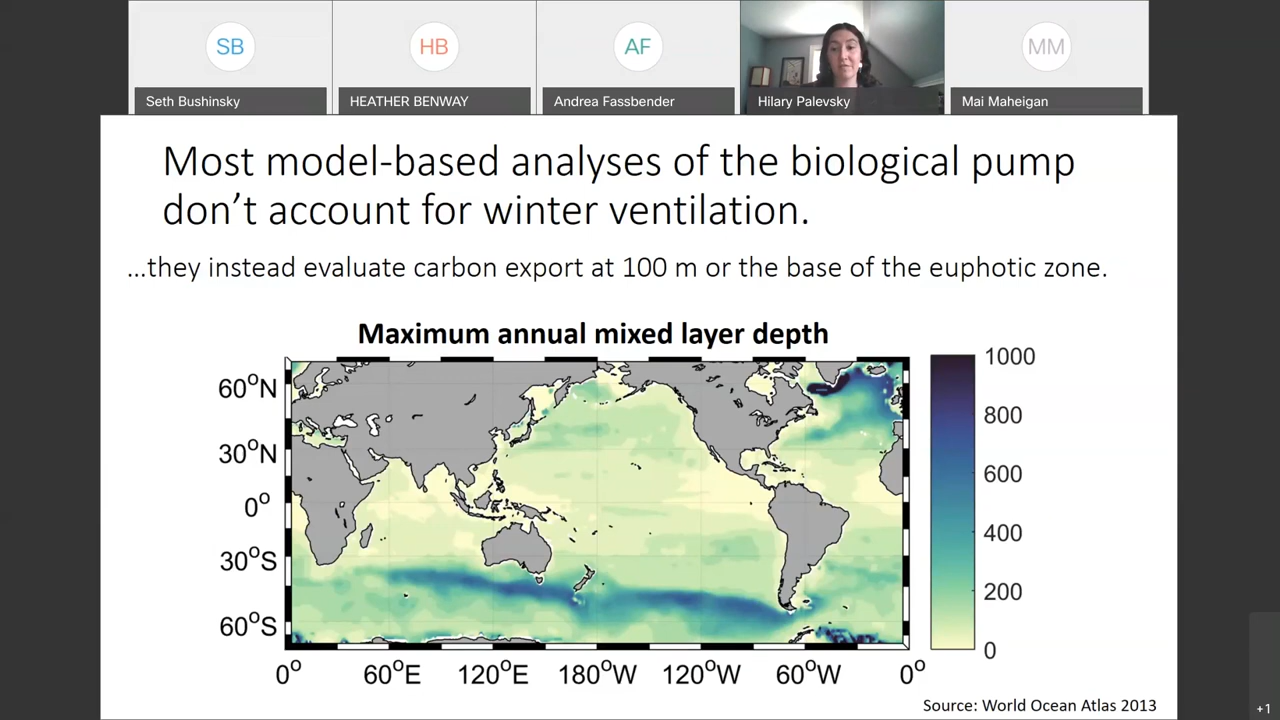 SB
HB
AF
MM
Seth Bushinsky
HEATHER BENWAY
Andrea Fassbender
Hilary Palevsky
Mai Maheigan
Most model-based analyses of the biological pump
don’t account for winter ventilation.
...they instead evaluate carbon export at 100 m or the base of the euphotic zone.
Maximum annual mixed layer depth
60°N
30°N
0°
30°S
60°S
0°
60°E
120°E
180°W
120°W
60°W
0°
1000
800
600
400
200
0
Source: World Ocean Atlas 2013
+1